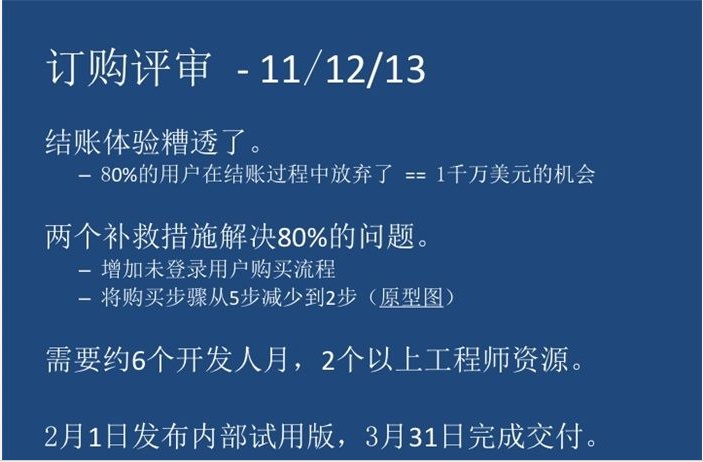 订购评审 - 11/12/13
结账体验糟透了。
– 80%的用户在结账过程中放弃了 == 1千万美元的机会
两个补救措施解决80%的问题。
– 增加未登录用户购买流程
– 将购买步骤从5步减少到2步（原型图）
需要约6个开发人月，2个以上工程师资源。
2月1日发布内部试用版，3月31日完成交付。